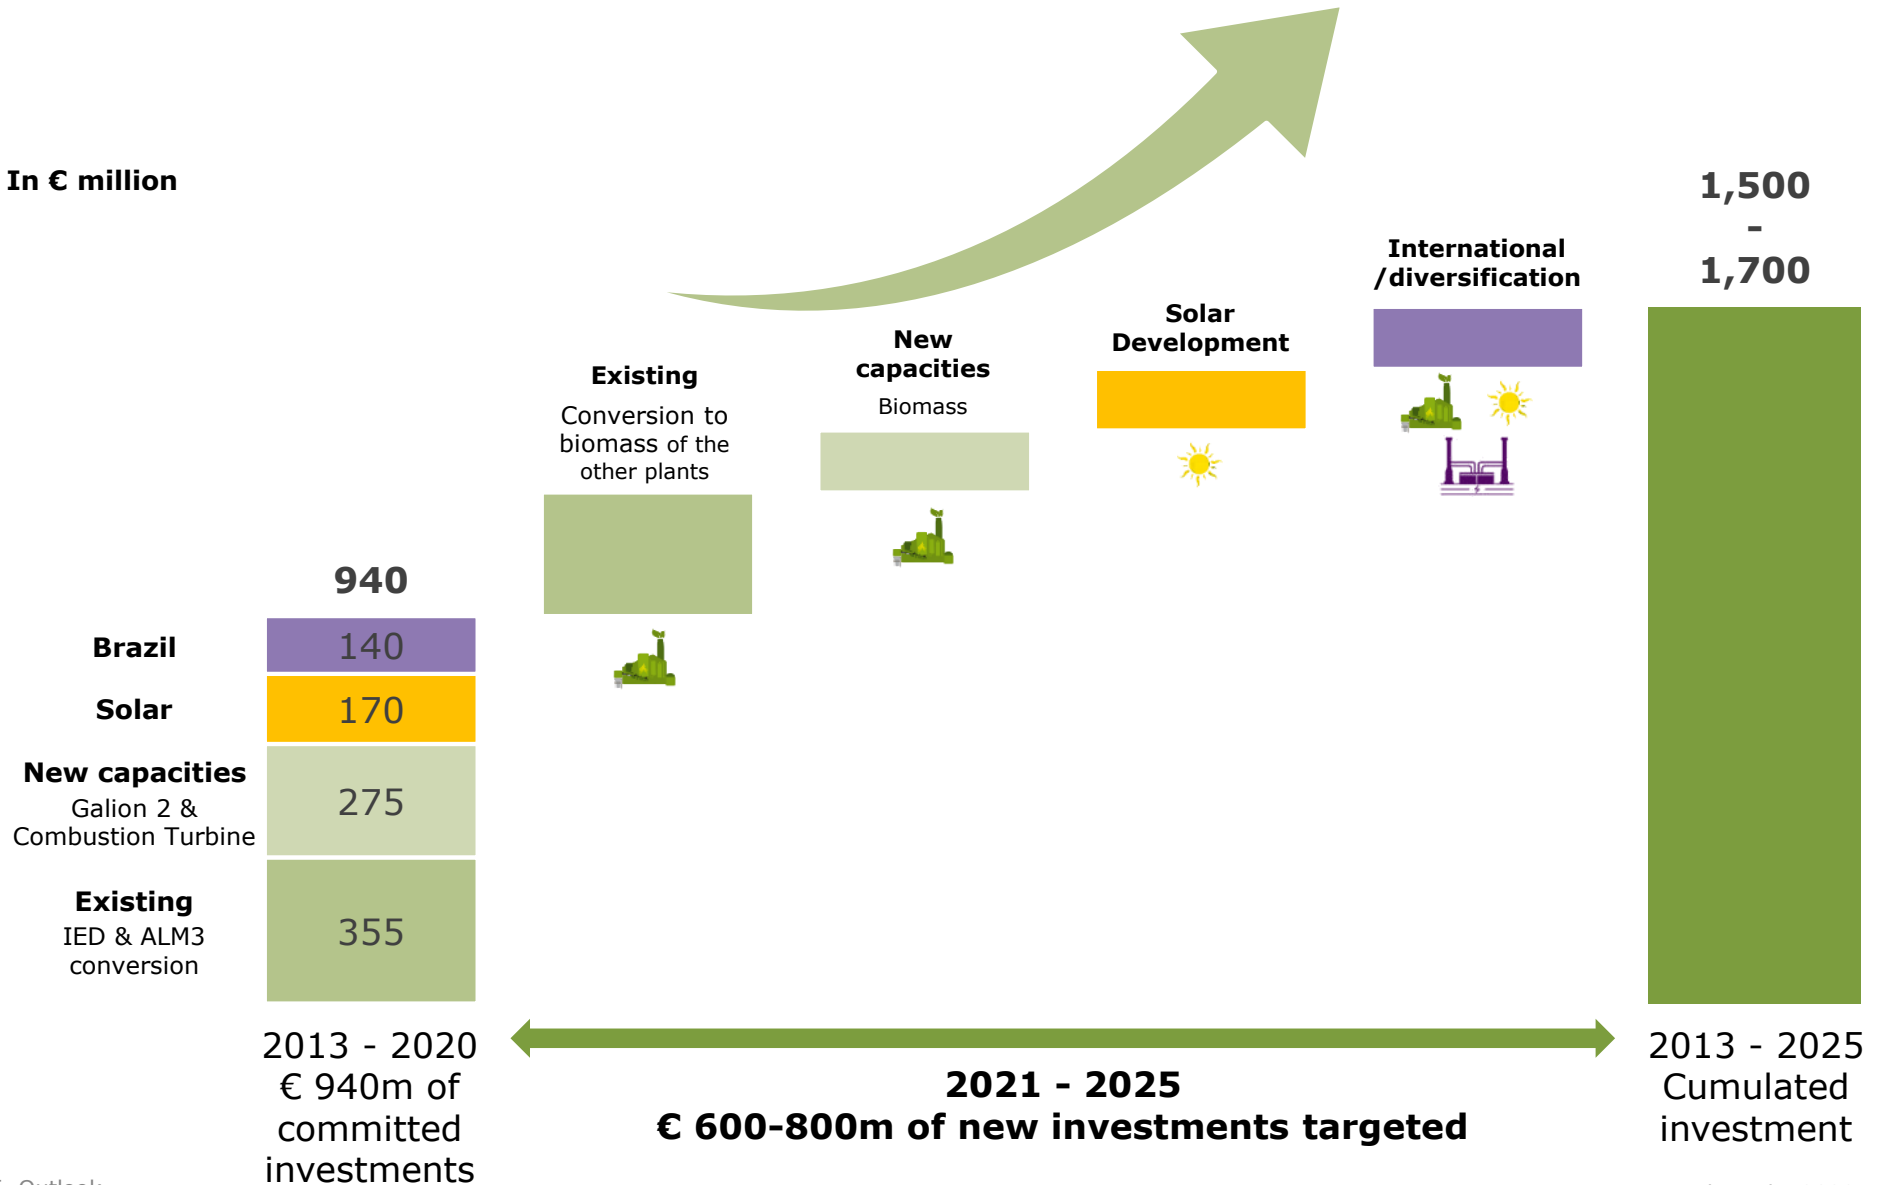 In € million
1,500
-
1,700
International
/diversification
Solar
Development
New
capacities
Biomass
Existing
Conversion to
biomass of the
other plants
940
Brazil
140
Solar
170
New capacities
Galion 2 &
Combustion Turbine
275
Existing
IED & ALM3
conversion
355
2013 - 2020
€ 940m of
committed
investments
2021 - 2025
€ 600-800m of new investments targeted
2013 - 2025
Cumulated
investment
Outlook